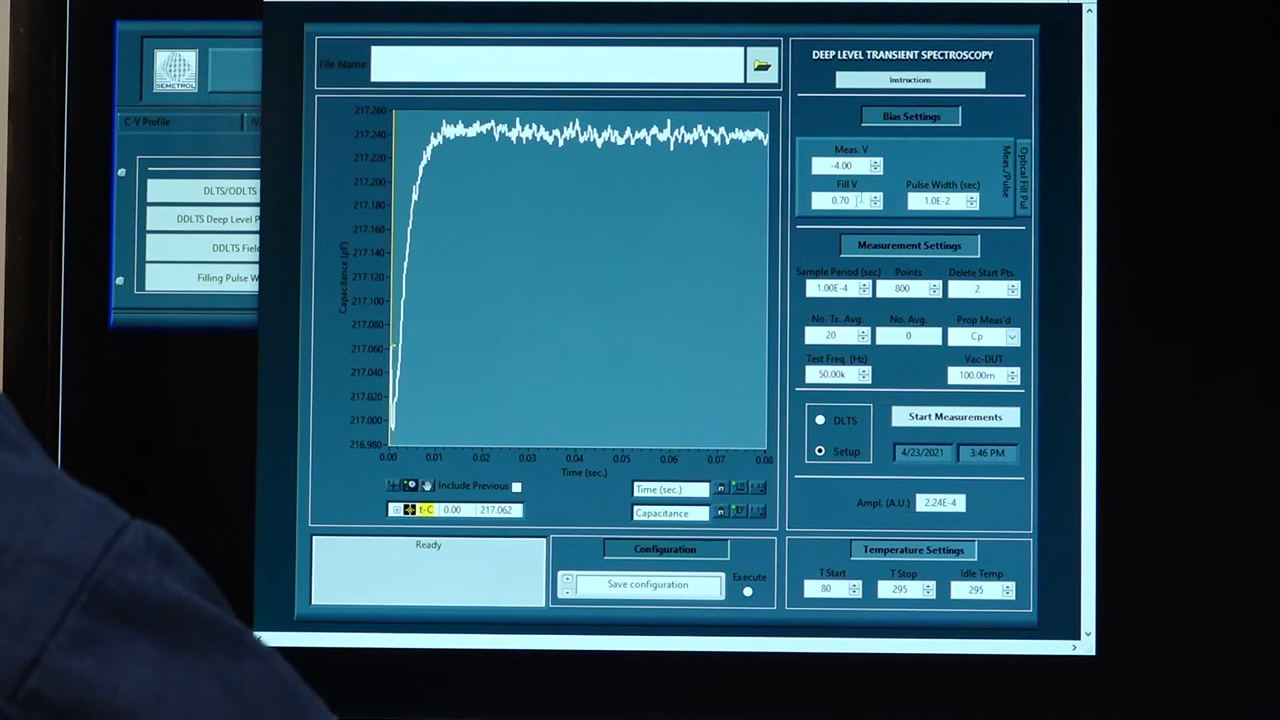 SEMETROL
C-V Profile
DLTS/ODLTS
DDLTS Deep Level P
DDLTS Fiel
Filling Pulse W
File Name:
217.260
217.240
217.220
217.200
217.180
217.160
217.140
217.120
217.100
217.080
217.060
217.040
217.020
217.000
216.980
Capacitance (pF)
0.00 0.01 0.02 0.03 0.04 0.05 0.06 0.07 0.08
Time (sec.)
Include Previous
t-C 0.00 217.062
Time (sec.)
Capacitance
Ready
Configuration
Save configuration
Execute
DEEP LEVEL TRANSIENT SPECTROSCOPY
Instructions
Bias Settings
Meas. V
-4.00
Fill V Pulse Width (sec)
0.70 1.0E-2
Meas./Pulse
Optical Fill Pul
Measurement Settings
Sample Period (sec) Points Delete Start Pts.
1.00E-4 800 2
No. Tx. Avg. No. Avg. Prop Meas'd
20 0 Cp
Test Freq. (Hz) Vac-DUT
50.00k 100.00m
DLTS
Setup
Start Measurements
4/23/2021 3:46 PM
Ampl. (A.U.) 2.24E-4
Temperature Settings
T Start T Stop Idle Temp
80 295 295